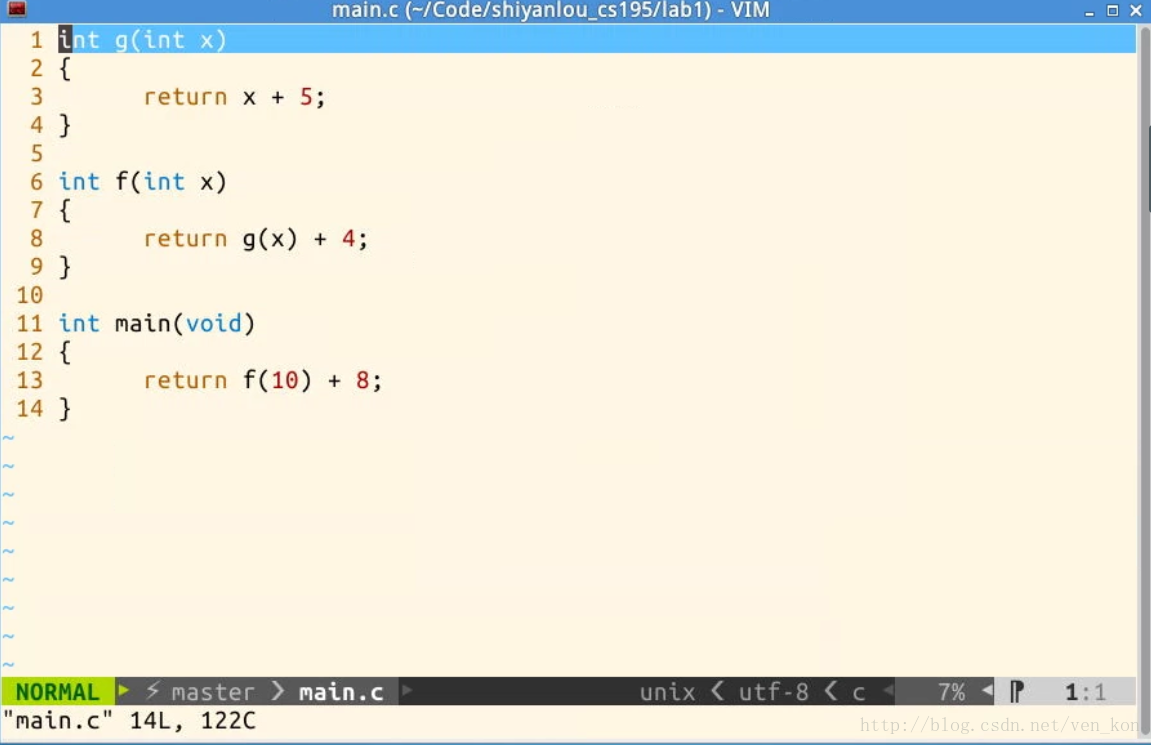 main.c (~/Code/shiyanlou_cs195/lab1) - VIM
1 int g(int x)
2 {
3 return x + 5;
4 }
5
6 int f(int x)
7 {
8 return g(x) + 4;
9 }
10
11 int main(void)
12 {
13 return f(10) + 8;
14 }
~
~
~
~
~
~
~
~
~
NORMAL ⚡ master ❯ main.c unix ❮ utf-8 ❮ c 7% 1:1
"main.c" 14L, 122C
http://blog.csdn.net/ven_kon